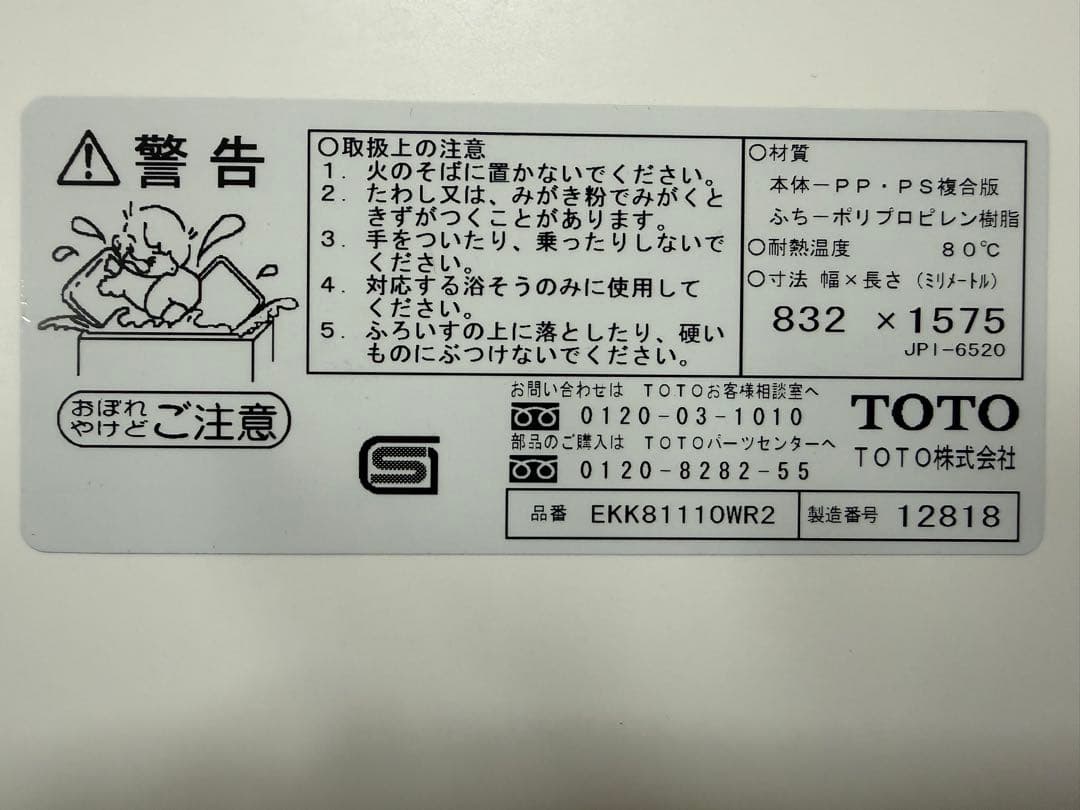 警告
おぼれ
やけど ご注意
○取扱上の注意
1. 火のそばに置かないでください。
2. たわし又は、みがき粉でみがくと
きずがつくことがあります。
3. 手をついたり、乗ったりしないで
ください。
4. 対応する浴そうのみに使用して
ください。
5. ふろいすの上に落としたり、硬い
ものにぶつけないでください。
○材質
本体－PP・PS複合版
ふち－ポリプロピレン樹脂
○耐熱温度 80℃
○寸法 幅×長さ (ミリメートル)
832 ×1575
JPI-6520
お問い合わせは TOTOお客様相談室へ
0120-03-1010
部品のご購入は TOTOパーツセンターへ
0120-8282-55
TOTO
TOTO株式会社
品番 EKK81110WR2
製造番号 12818